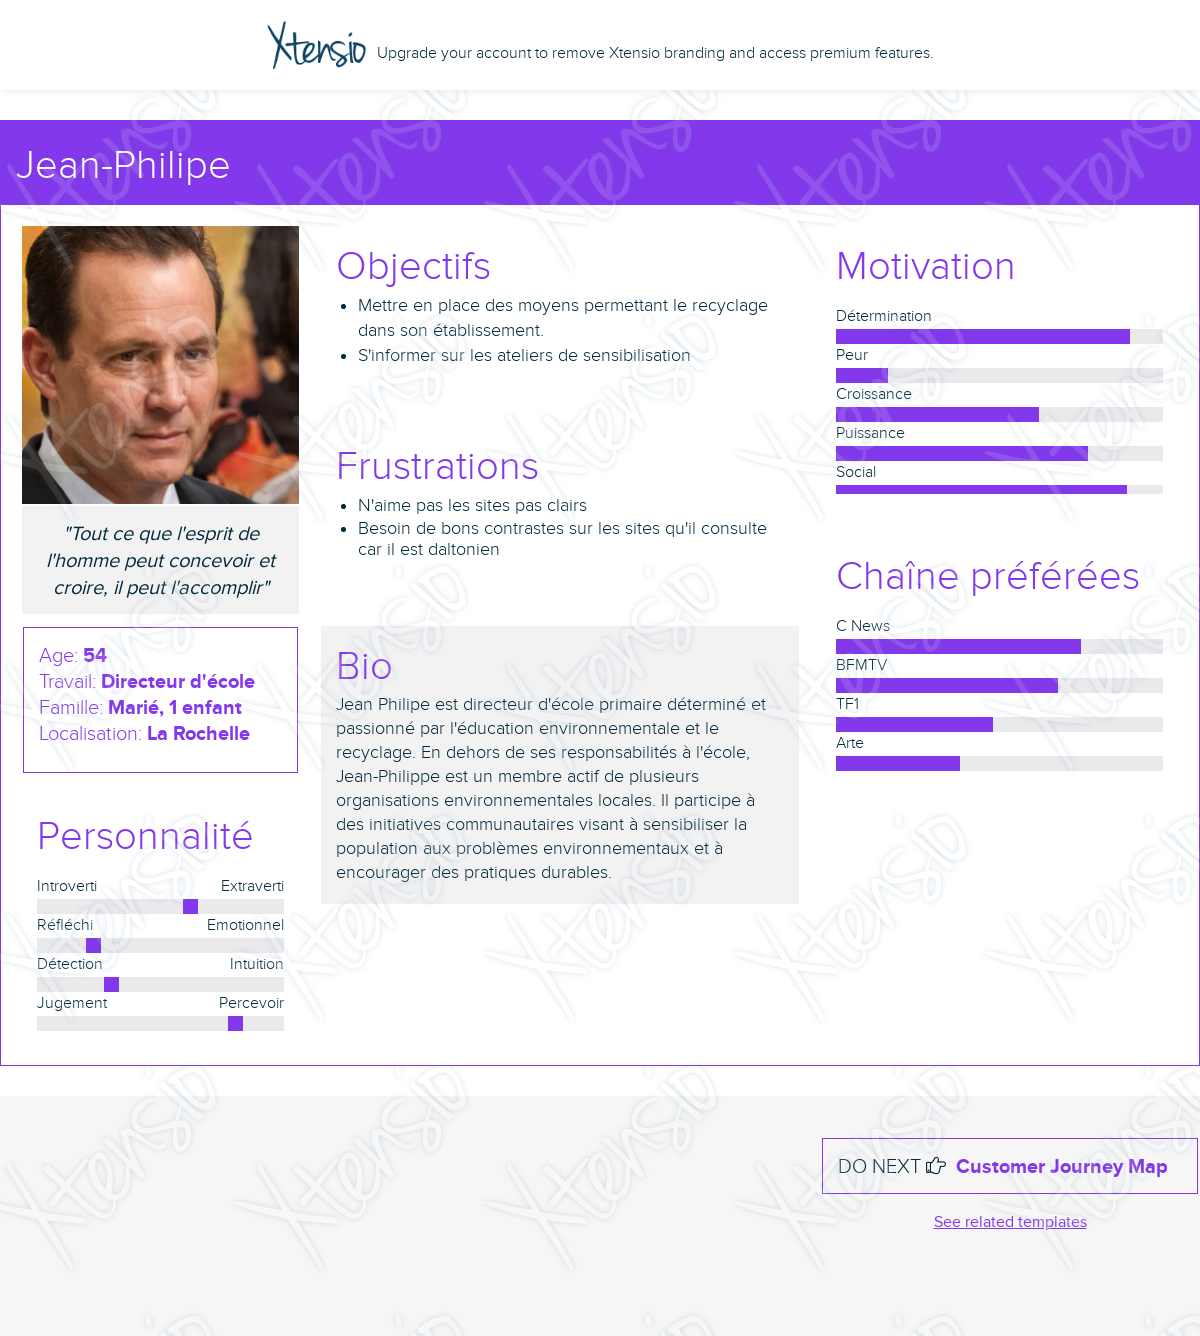 Xtensio Upgrade your account to remove Xtensio branding and access premium features.
Jean-Philipe
"Tout ce que l'esprit de
l'homme peut concevoir et
croire, il peut l'accomplir"
Age: 54
Travail: Directeur d'école
Famille: Marié, 1 enfant
Localisation: La Rochelle
Personnalité
Introverti Extraverti
Réfléchi Emotionnel
Détection Intuition
Jugement Percevoir
Objectifs
Mettre en place des moyens permettant le recyclage
dans son établissement.
S'informer sur les ateliers de sensibilisation
Frustrations
N'aime pas les sites pas clairs
Besoin de bons contrastes sur les sites qu'il consulte
car il est daltonien
Bio
Jean Philipe est directeur d'école primaire déterminé et
passionné par l'éducation environnementale et le
recyclage. En dehors de ses responsabilités à l'école,
Jean-Philippe est un membre actif de plusieurs
organisations environnementales locales. Il participe à
des initiatives communautaires visant à sensibiliser la
population aux problèmes environnementaux et à
encourager des pratiques durables.
Motivation
Détermination
Peur
Croissance
Puissance
Social
Chaîne préférées
C News
BFMTV
TF1
Arte
DO NEXT Customer Journey Map
See related templates